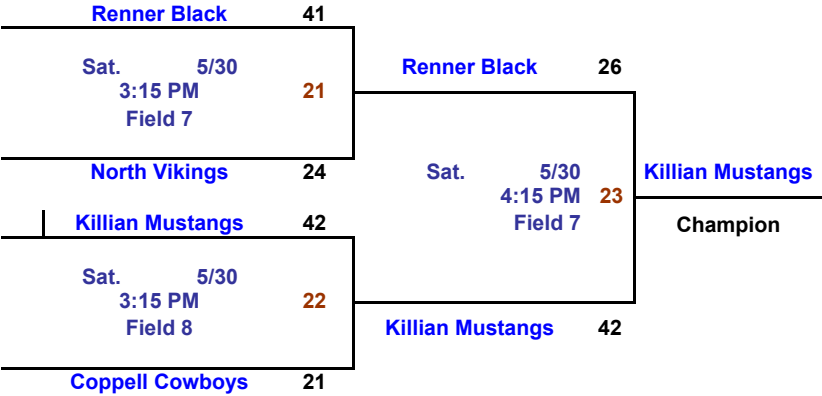 Renner Black 41
Sat. 5/30
3:15 PM 21
Field 7
North Vikings 24
Killian Mustangs 42
Sat. 5/30
3:15 PM 22
Field 8
Coppell Cowboys 21
Renner Black 26
Sat. 5/30
4:15 PM 23
Field 7
Killian Mustangs 42
Killian Mustangs
Champion